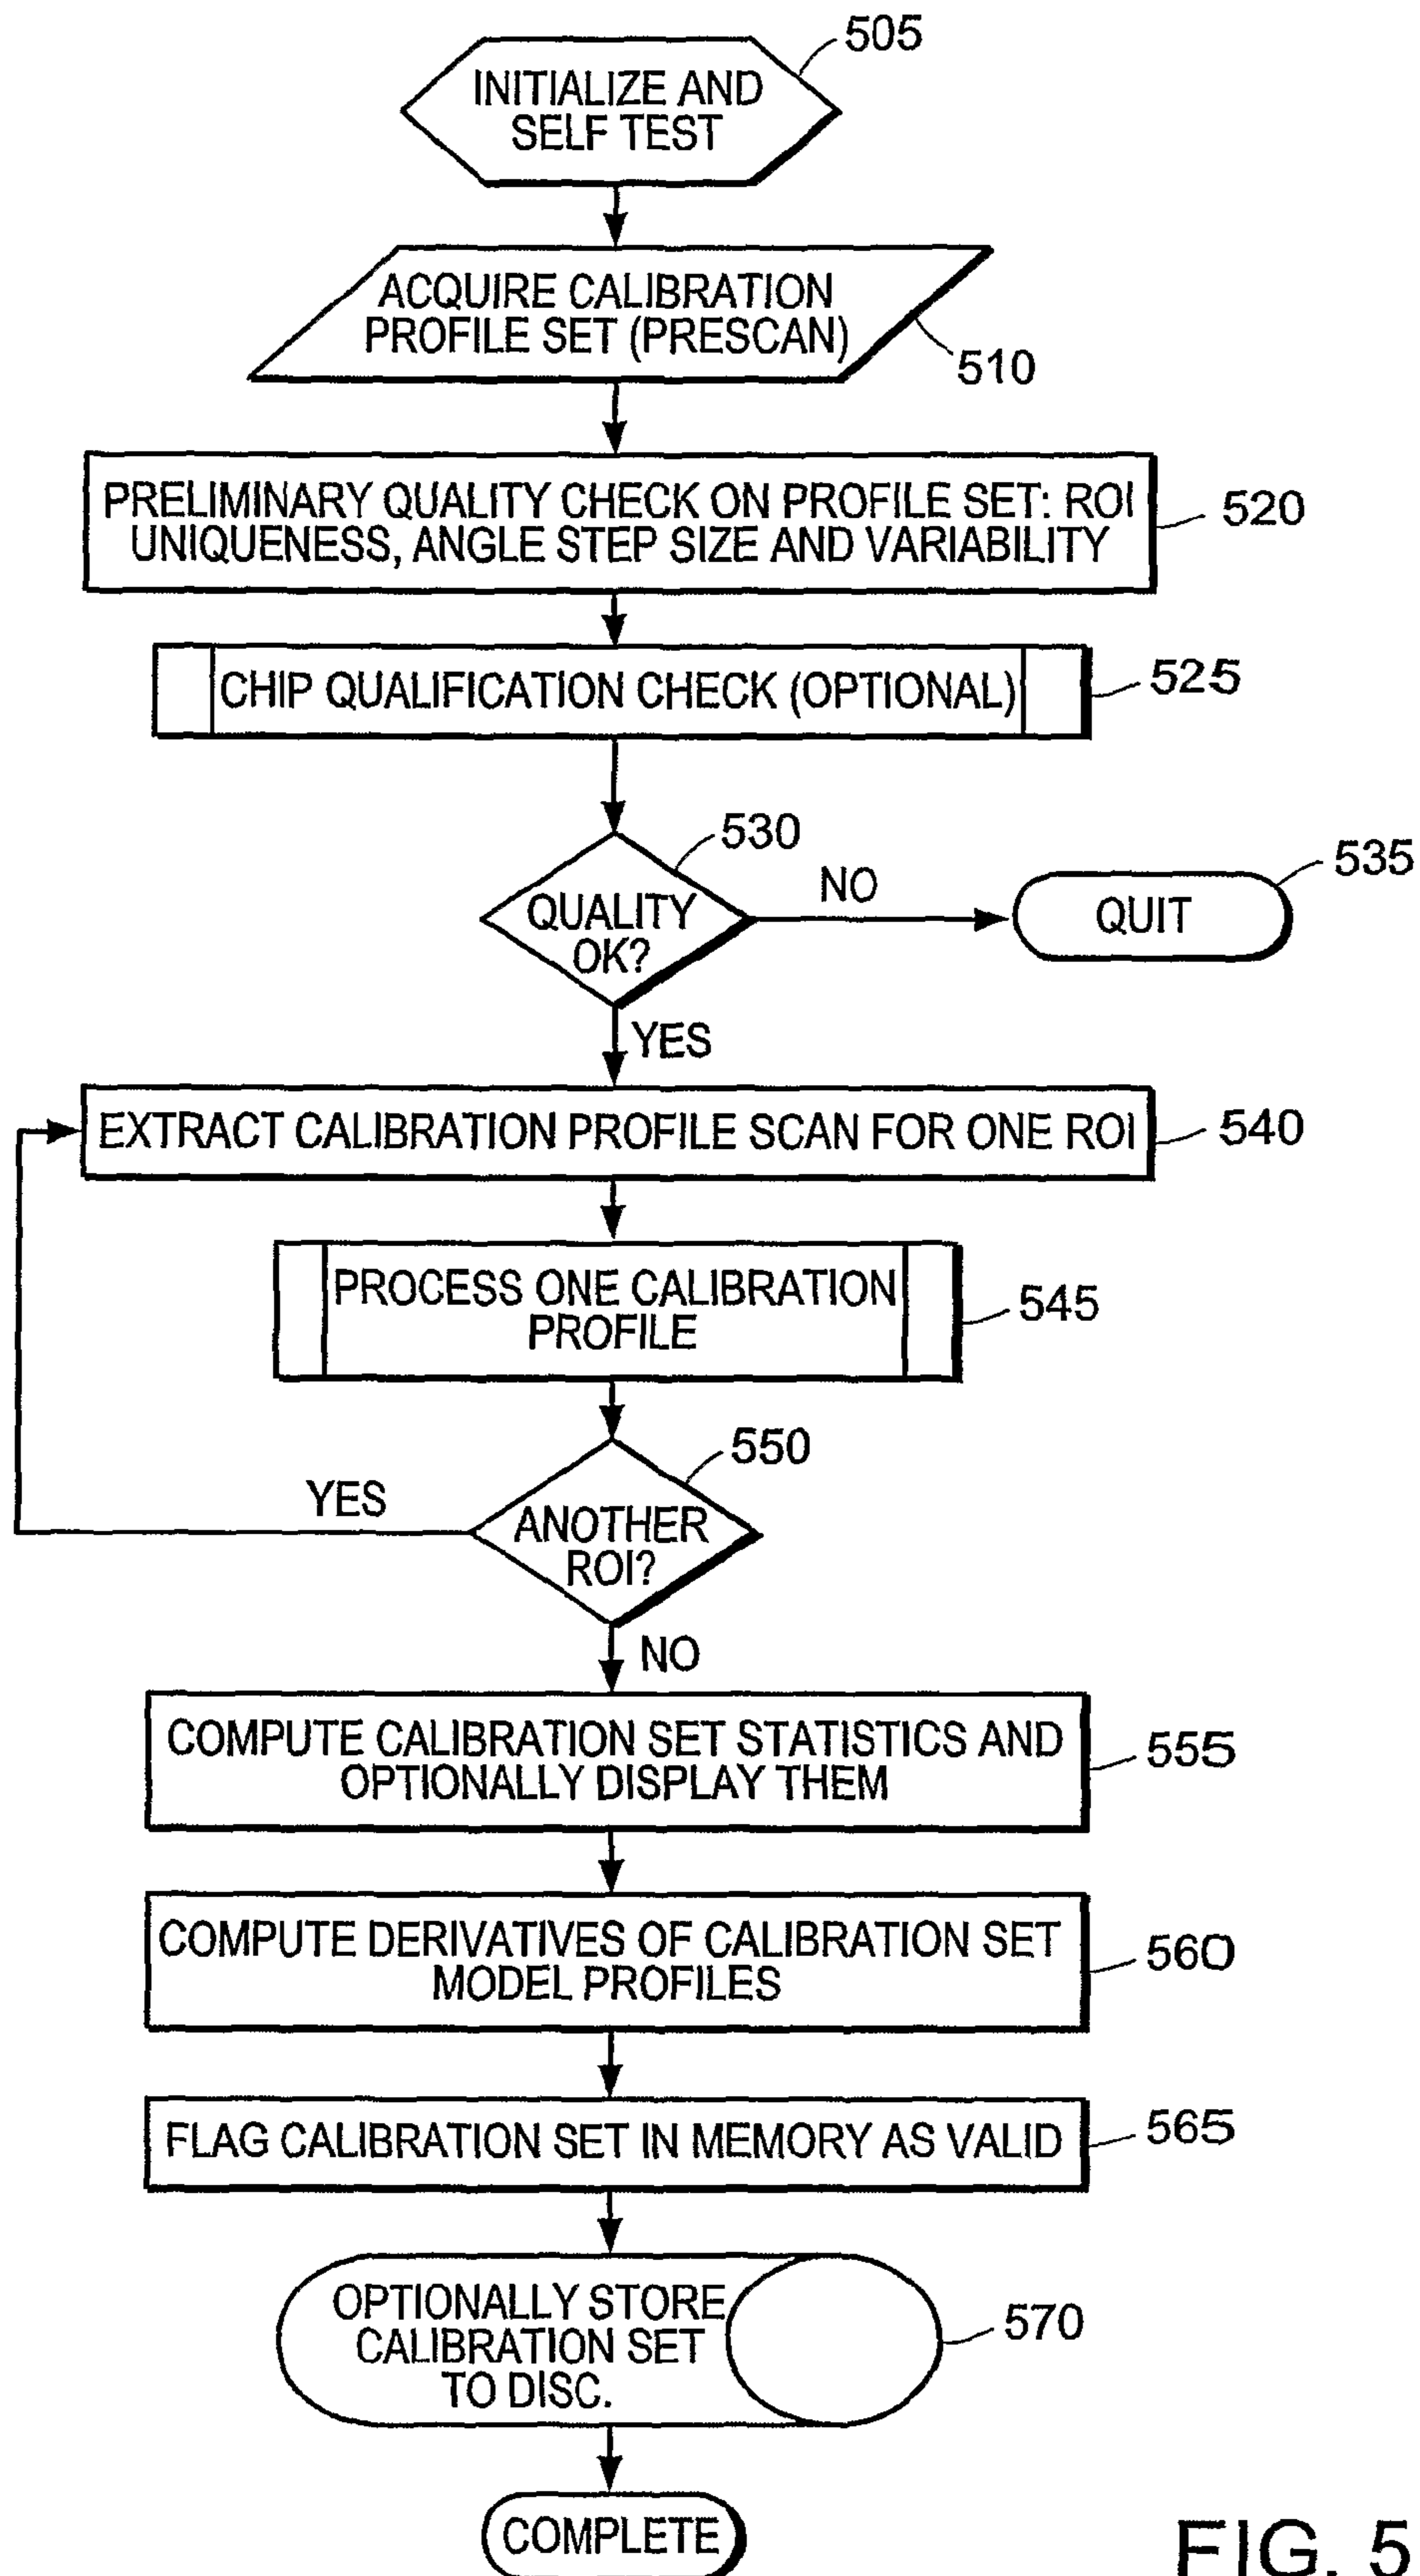 505
INITIALIZE AND
SELF TEST
ACQUIRE CALIBRATION
PROFILE SET (PRESCAN)
510
PRELIMINARY QUALITY CHECK ON PROFILE SET: ROI
UNIQUENESS, ANGLE STEP SIZE AND VARIABILITY
520
CHIP QUALIFICATION CHECK (OPTIONAL)
525
530
QUALITY
OK?
NO
535
QUIT
YES
EXTRACT CALIBRATION PROFILE SCAN FOR ONE ROI
540
PROCESS ONE CALIBRATION
PROFILE
545
550
ANOTHER
ROI?
YES
NO
COMPUTE CALIBRATION SET STATISTICS AND
OPTIONALLY DISPLAY THEM
555
COMPUTE DERIVATIVES OF CALIBRATION SET
MODEL PROFILES
560
FLAG CALIBRATION SET IN MEMORY AS VALID
565
OPTIONALLY STORE
CALIBRATION SET
TO DISC.
570
COMPLETE
FIG. 5